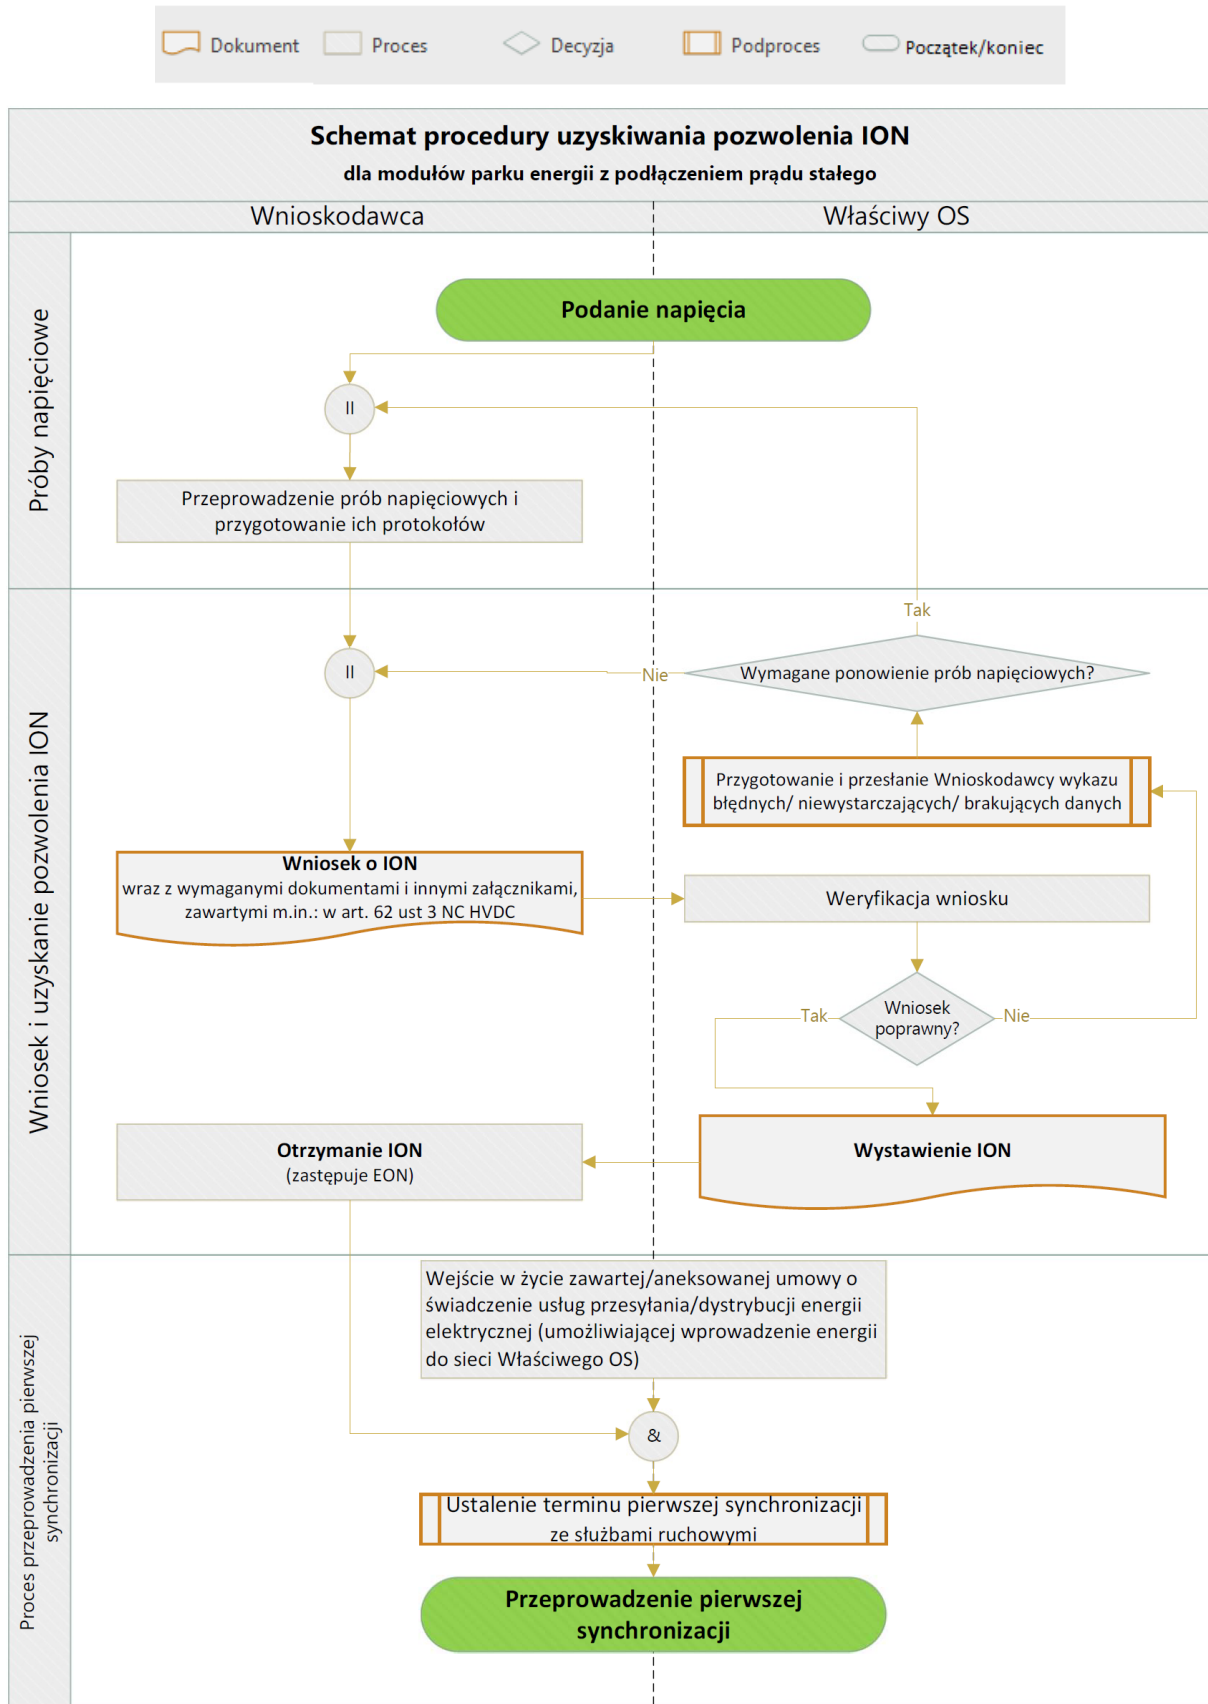 Dokument
Proces
Decyzja
Podproces
Początek/koniec
Schemat procedury uzyskiwania pozwolenia ION
dla modułów parku energii z podłączeniem prądu stałego
Wnioskodawca
Właściwy OS
Próby napięciowe
Podanie napięcia
II
Przeprowadzenie prób napięciowych i
przygotowanie ich protokołów
Wniosek i uzyskanie pozwolenia ION
Tak
II
Nie
Wymagane ponowienie prób napięciowych?
Przygotowanie i przesłanie Wnioskodawcy wykazu
błędnych/ niewystarczających/ brakujących danych
Wniosek o ION
wraz z wymaganymi dokumentami i innymi załącznikami,
zawartymi m.in.: w art. 62 ust 3 NC HVDC
Weryfikacja wniosku
Tak
Wniosek
poprawny?
Nie
Otrzymanie ION
(zastępuje EON)
Wystawienie ION
Proces przeprowadzenia pierwszej
synchronizacji
Wejście w życie zawartej/aneksowanej umowy o
świadczenie usług przesyłania/dystrybucji energii
elektrycznej (umożliwiającej wprowadzenie energii
do sieci Właściwego OS)
&
Ustalenie terminu pierwszej synchronizacji
ze służbami ruchowymi
Przeprowadzenie pierwszej
synchronizacji